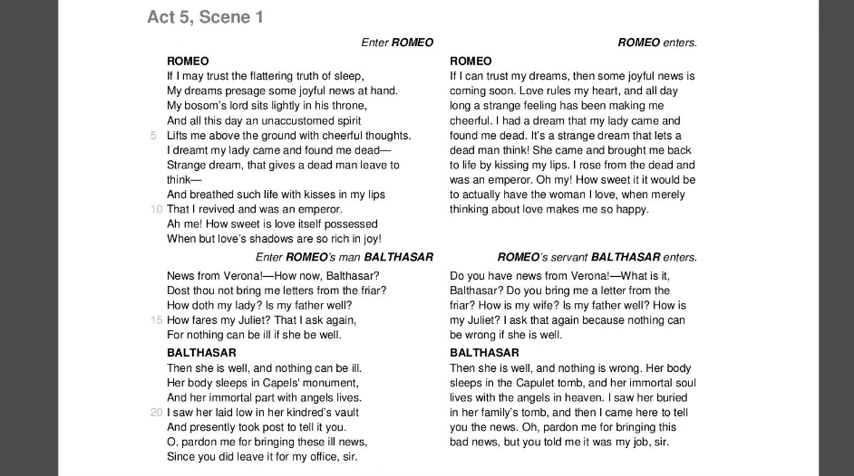 Act 5, Scene 1
Enter ROMEO
ROMEO
If I may trust the flattering truth of sleep,
My dreams presage some joyful news at hand.
My bosom's lord sits lightly in his throne,
And all this day an unaccustomed spirit
5 Lifts me above the ground with cheerful thoughts.
I dreamt my lady came and found me dead—
Strange dream, that gives a dead man leave to
think—
And breathed such life with kisses in my lips
10 That I revived and was an emperor.
Ah me! How sweet is love itself possessed
When but love's shadows are so rich in joy!
Enter ROMEO's man BALTHASAR
News from Verona!—How now, Balthasar?
Dost thou not bring me letters from the friar?
How doth my lady? Is my father well?
15 How fares my Juliet? That I ask again,
For nothing can be ill if she be well.
BALTHASAR
Then she is well, and nothing can be ill.
Her body sleeps in Capels' monument,
And her immortal part with angels lives.
20 I saw her laid low in her kindred's vault
And presently took post to tell it you.
O, pardon me for bringing these ill news,
Since you did leave it for my office, sir.
ROMEO enters.
ROMEO
If I can trust my dreams, then some joyful news is
coming soon. Love rules my heart, and all day
long a strange feeling has been making me
cheerful. I had a dream that my lady came and
found me dead. It's a strange dream that lets a
dead man think! She came and brought me back
to life by kissing my lips. I rose from the dead and
was an emperor. Oh my! How sweet it it would be
to actually have the woman I love, when merely
thinking about love makes me so happy.
ROMEO's servant BALTHASAR enters.
Do you have news from Verona!—What is it,
Balthasar? Do you bring me a letter from the
friar? How is my wife? Is my father well? How is
my Juliet? I ask that again because nothing can
be wrong if she is well.
BALTHASAR
Then she is well, and nothing is wrong. Her body
sleeps in the Capulet tomb, and her immortal soul
lives with the angels in heaven. I saw her buried
in her family's tomb, and then I came here to tell
you the news. Oh, pardon me for bringing this
bad news, but you told me it was my job, sir.